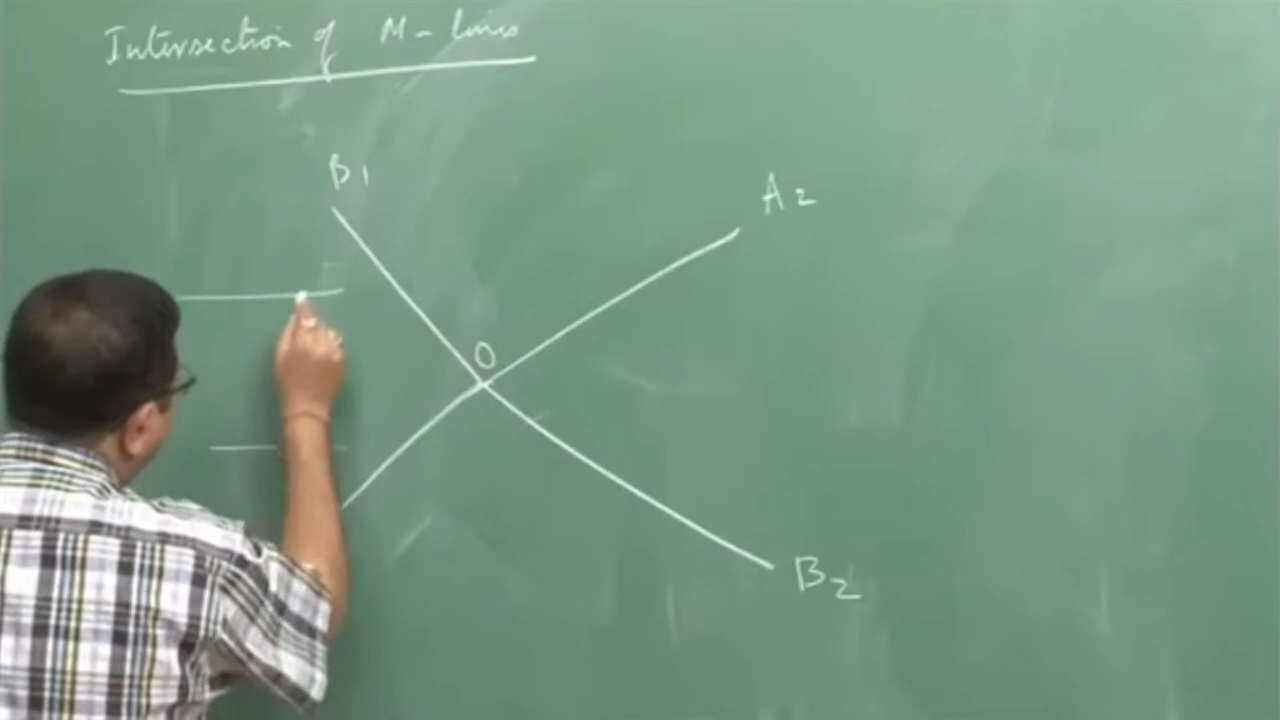 Intersection of M-lines
B1
A2
O
B2